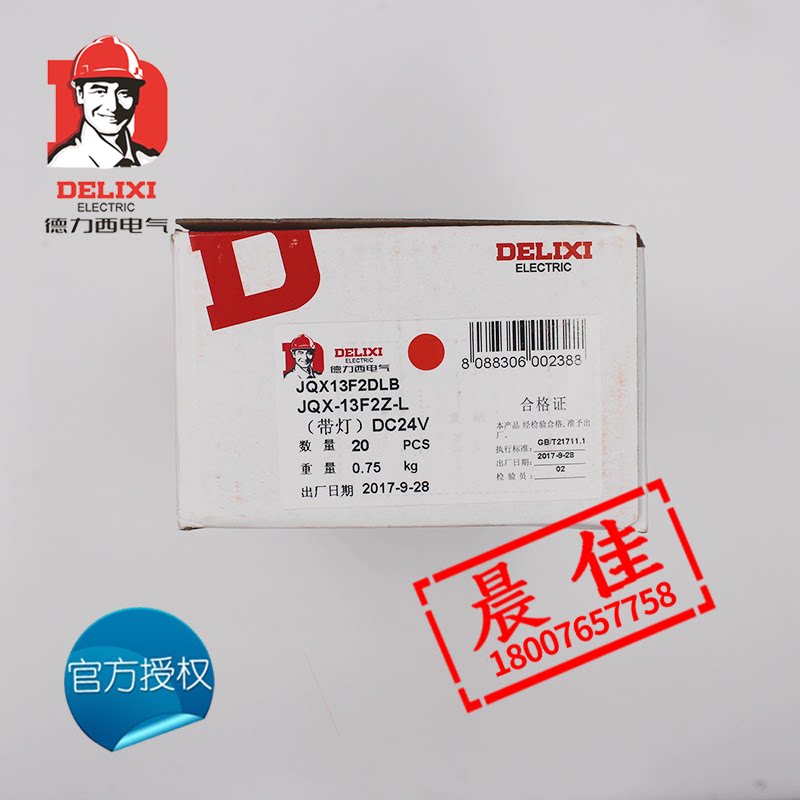 DELIXI
ELECTRIC
德力西电气
DELIXI
ELECTRIC
DELIXI
ELECTRIC
德力西电气
8 088306 002388
JQX13F2DLB
JQX-13F2Z-L
（带灯）DC24V
数 量 20 PCS
重 量 0.75 kg
出厂日期 2017-9-28
合格证
本产品 经检验合格,准予出
厂。
执行标准: GB/T21711.1
出厂日期: 2017-9-28
检 验 员: 02
晨佳
18007657758
官方授权